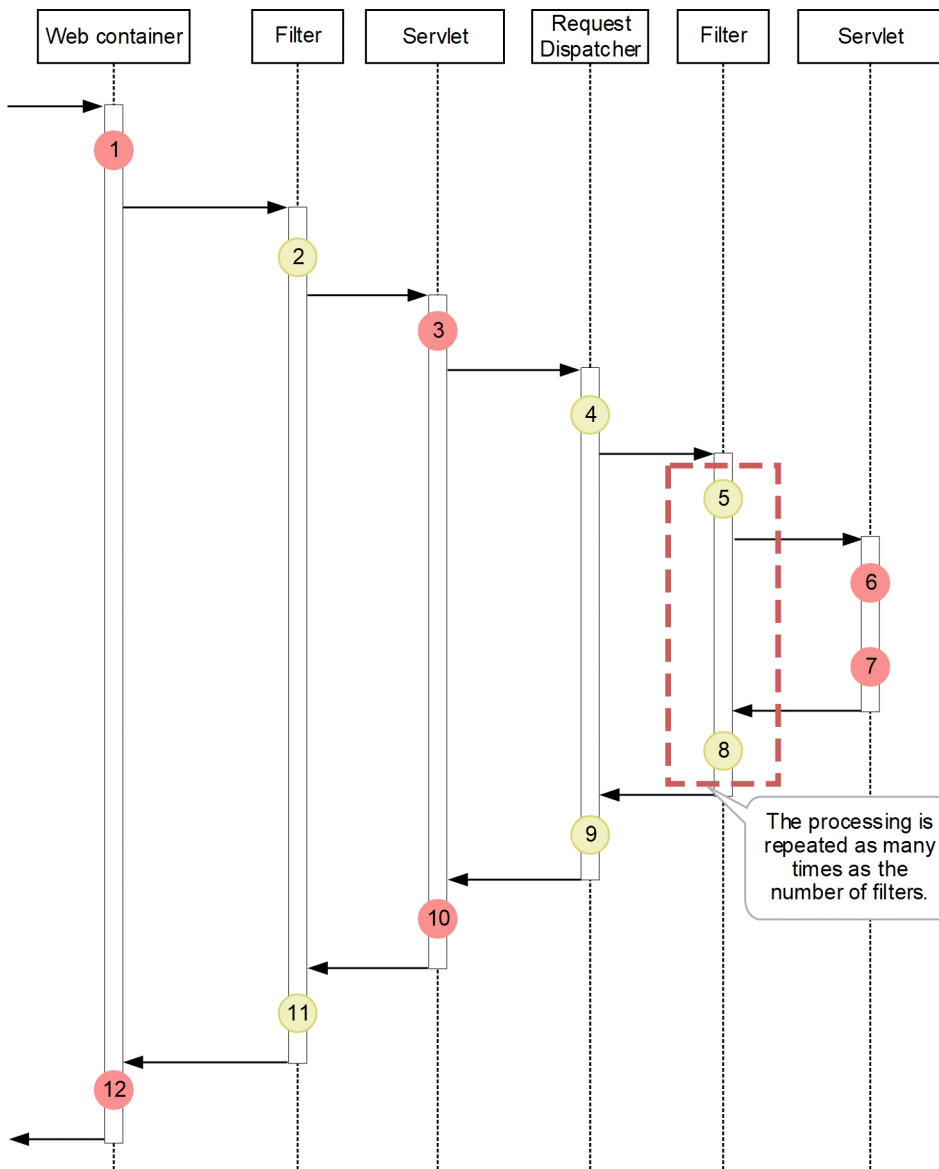 Web container
Filter
Servlet
Request
Dispatcher
Filter
Servlet
1
2
3
4
5
6
7
8
The processing is
repeated as many
times as the
number of filters.
9
10
11
12